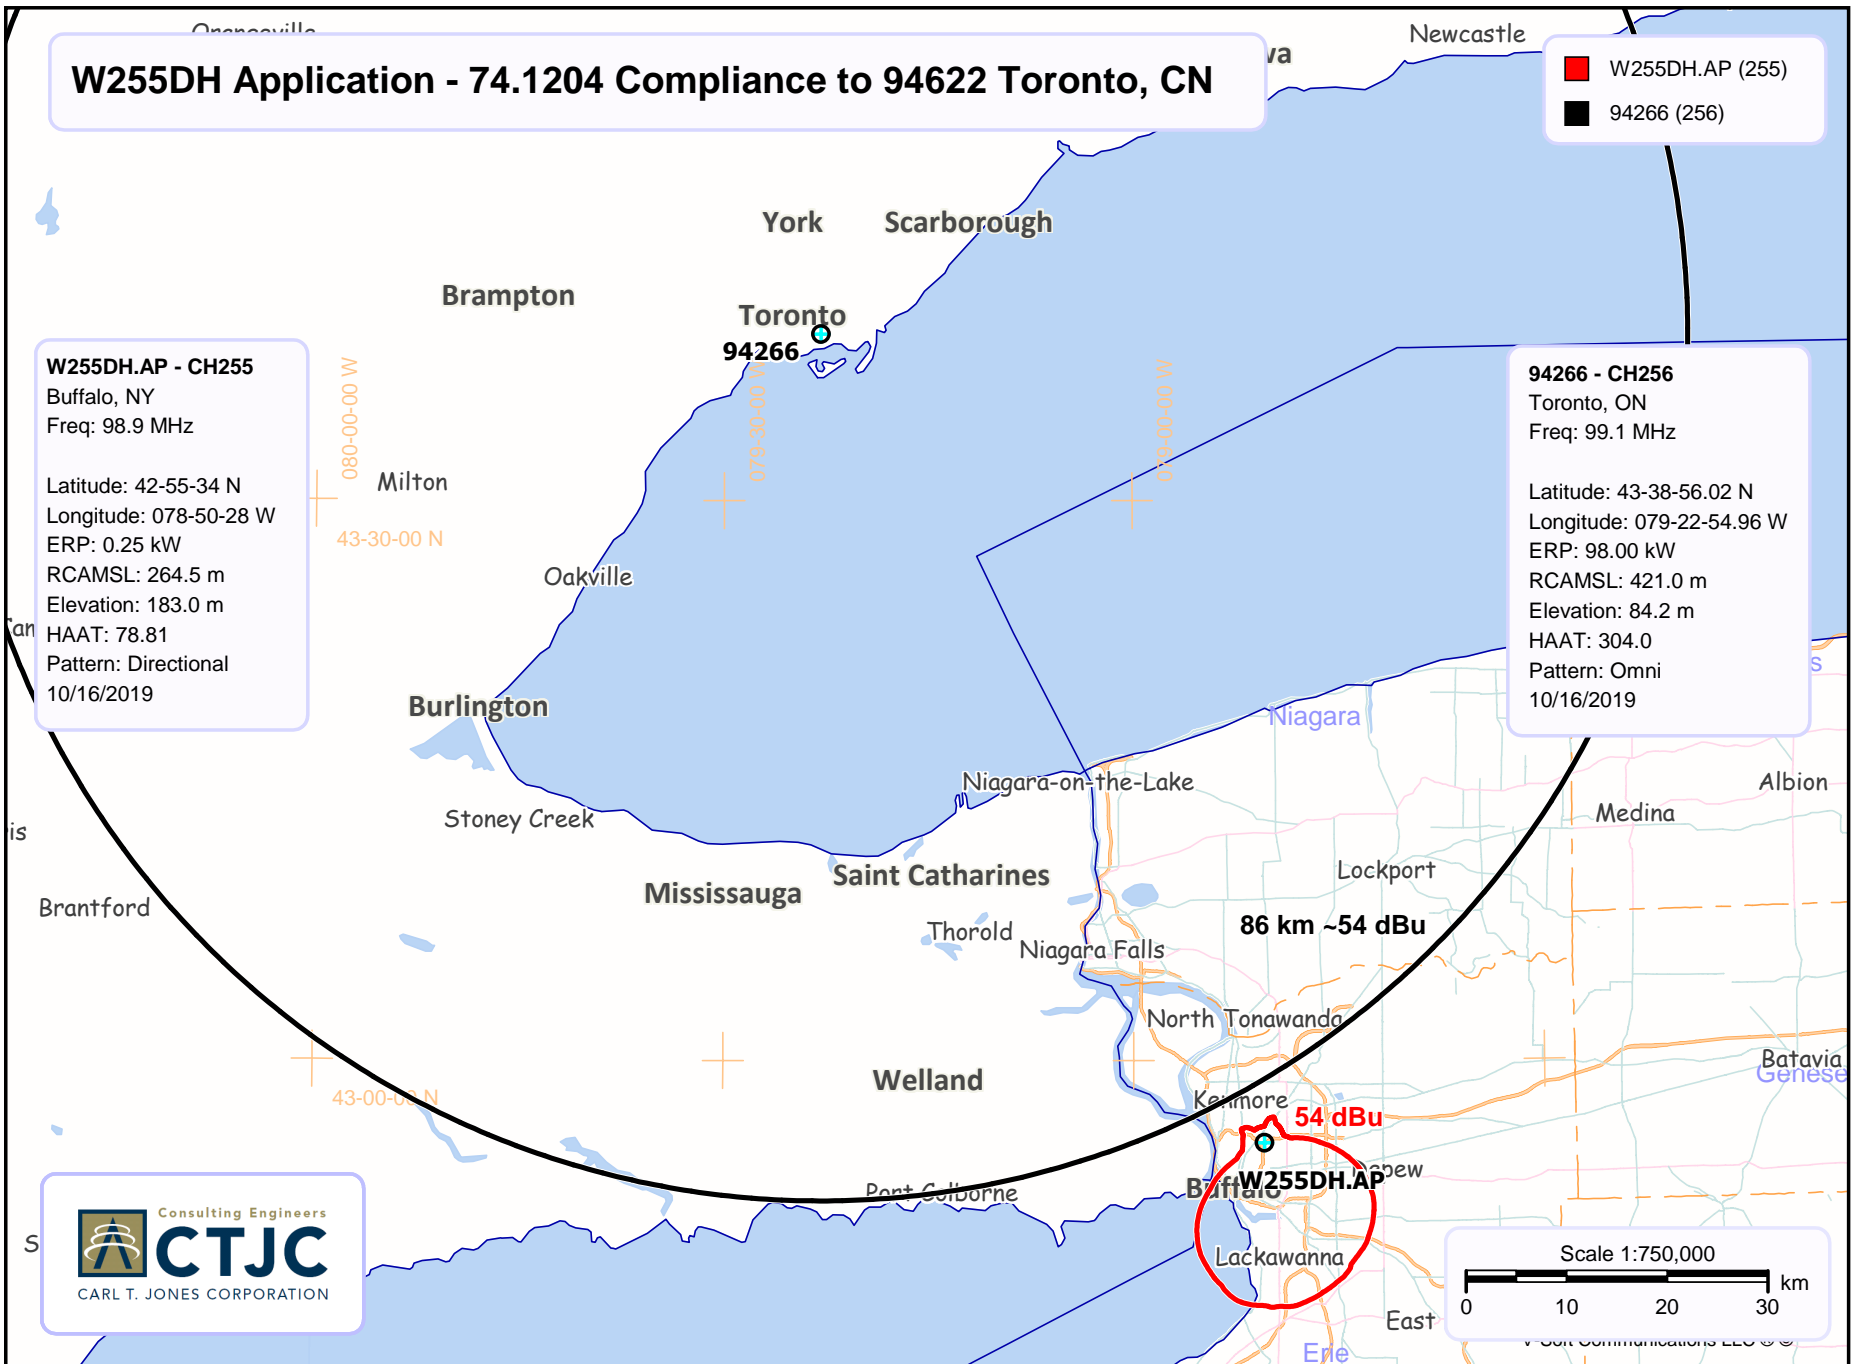 Orangeville
Newcastle
W255DH Application - 74.1204 Compliance to 94622 Toronto, CN
W255DH.AP (255)
94266 (256)
York
Scarborough
Brampton
Toronto
94266
W255DH.AP - CH255
Buffalo, NY
Freq: 98.9 MHz
Latitude: 42-55-34 N
Longitude: 078-50-28 W
ERP: 0.25 kW
RCAMSL: 264.5 m
Elevation: 183.0 m
HAAT: 78.81
Pattern: Directional
10/16/2019
94266 - CH256
Toronto, ON
Freq: 99.1 MHz
Latitude: 43-38-56.02 N
Longitude: 079-22-54.96 W
ERP: 98.00 kW
RCAMSL: 421.0 m
Elevation: 84.2 m
HAAT: 304.0
Pattern: Omni
10/16/2019
080-00-00 W
079-30-00 W
079-00-00 W
Milton
43-30-00 N
Oakville
Burlington
Niagara
Niagara-on-the-Lake
Albion
Stoney Creek
Medina
Saint Catharines
Lockport
Mississauga
Brantford
Thorold
86 km ~54 dBu
Niagara Falls
North Tonawanda
Batavia
Genese
Welland
43-00-00 N
Kenmore
54 dBu
Depew
W255DH.AP
Buffalo
Port Colborne
Lackawanna
East
Erie
Consulting Engineers
CTJC
CARL T. JONES CORPORATION
Scale 1:750,000
km
0 10 20 30
V-Soft Communications LLC ® ©